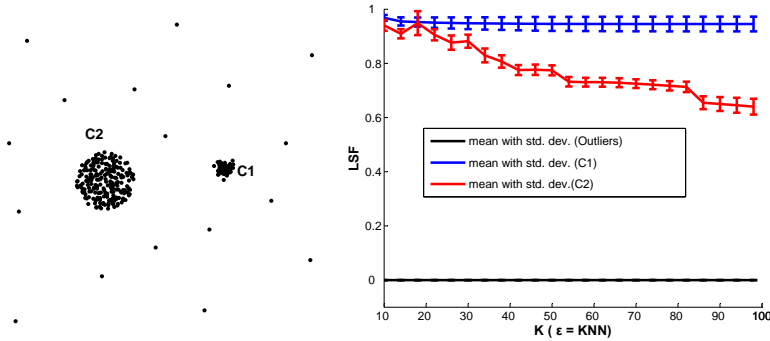 C2
C1
LSF
1
0.8
0.6
0.4
0.2
0
mean with std. dev. (Outliers)
mean with std. dev. (C1)
mean with std. dev.(C2)
10 20 30 40 50 60 70 80 90 100
K ( ε = KNN)